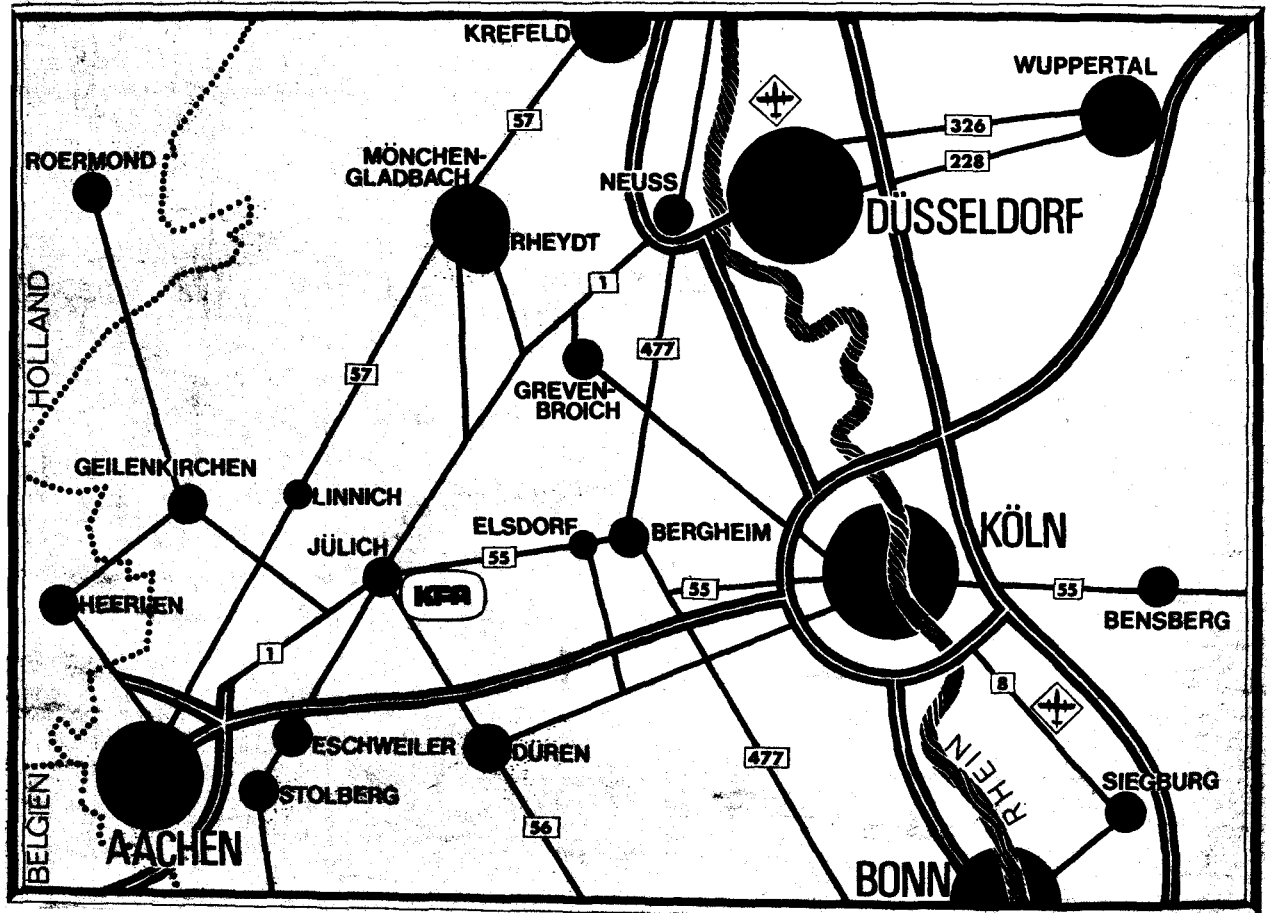 KREFELD
WUPPERTAL
57
326
ROERMOND
MÖNCHEN-
GLADBACH
228
NEUSS
DÜSSELDORF
RHEYDT
HOLLAND
1
477
57
GREVEN-
BROICH
GEILENKIRCHEN
LINNICH
ELSDORF
BERGHEIM
KÖLN
JÜLICH
55
KFA
55
55
HEERLEN
BENSBERG
1
8
ESCHWEILER
DÜREN
477
RHEIN
SIEGBURG
STOLBERG
BELGIEN
56
AACHEN
BONN